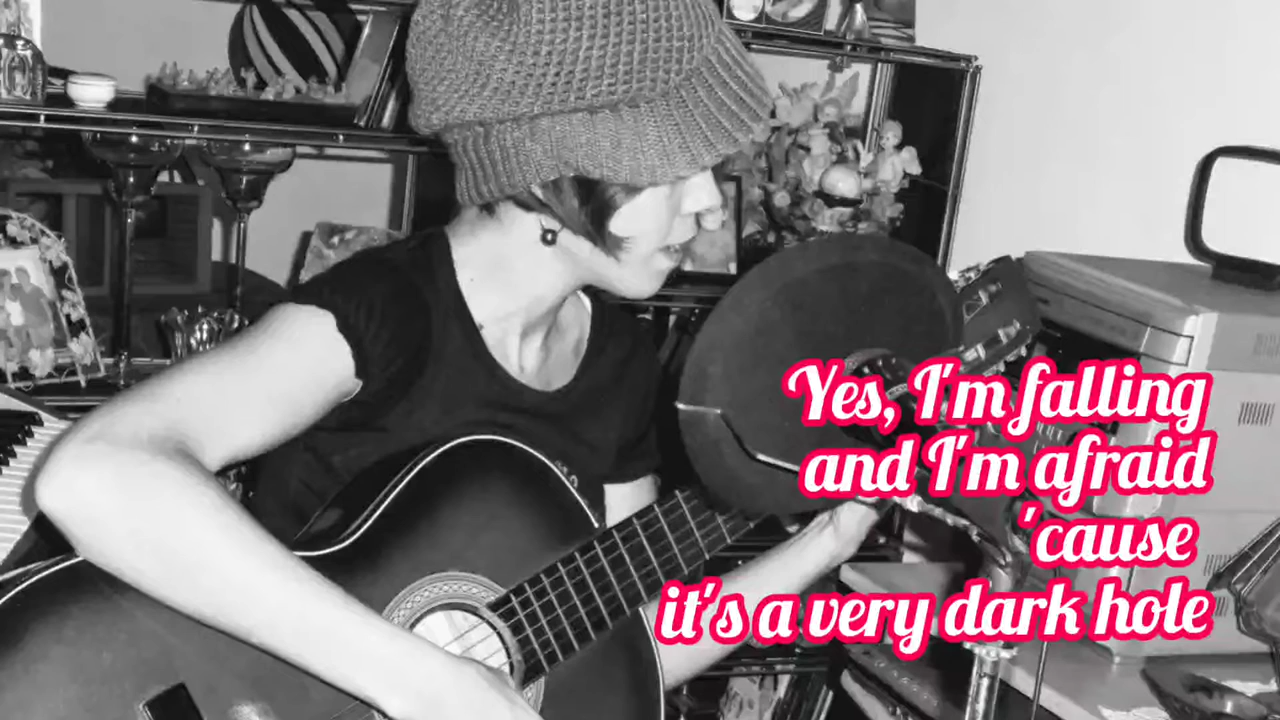 Yes, I'm falling
and I'm afraid
'cause
it's a very dark hole